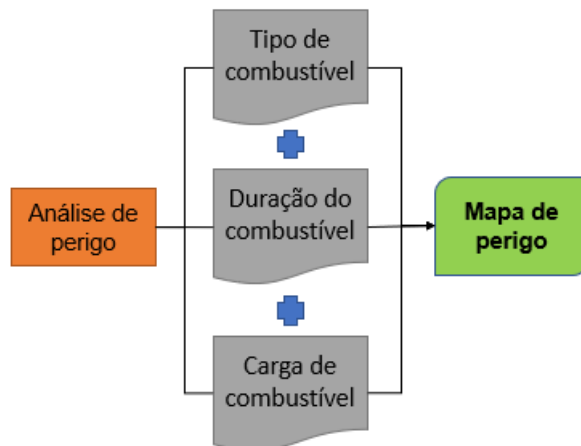 Tipo de
combustível
Análise de
perigo
Duração do
combustível
Mapa de
perigo
Carga de
combustível